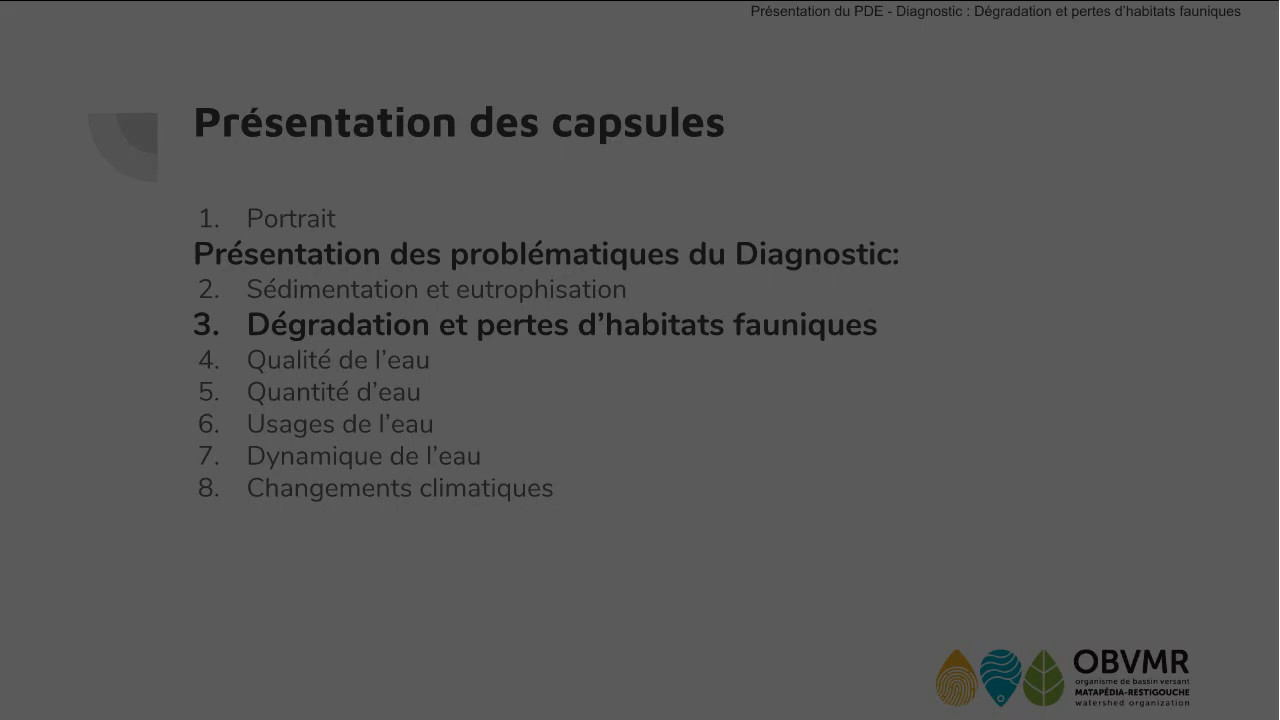 Présentation du PDE - Diagnostic : Dégradation et pertes d'habitats fauniques
Présentation des capsules
1. Portrait
Présentation des problématiques du Diagnostic:
2. Sédimentation et eutrophisation
3. Dégradation et pertes d’habitats fauniques
4. Qualité de l’eau
5. Quantité d’eau
6. Usages de l’eau
7. Dynamique de l’eau
8. Changements climatiques
OBVMR
organisme de bassin versant
MATAPÉDIA-RESTIGOUCHE
watershed organization